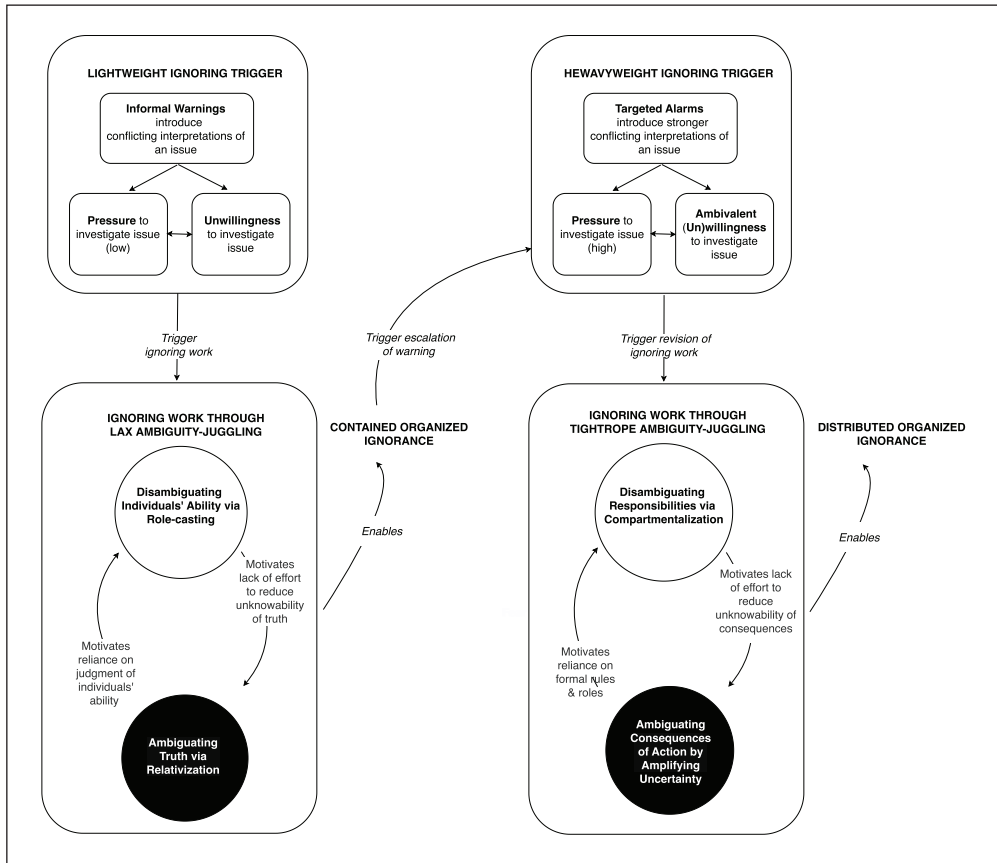 LIGHTWEIGHT IGNORING TRIGGER
Informal Warnings
introduce
conflicting interpretations of
an issue
Pressure to
investigate issue
(low)
Unwillingness
to investigate
issue
Trigger
ignoring work
IGNORING WORK THROUGH
LAX AMBIGUITY-JUGGLING
Disambiguating
Individuals' Ability via
Role-casting
Motivates
lack of effort
to reduce
unknowability
of truth
Motivates
reliance on
judgment of
individuals'
ability
Ambiguating
Truth via
Relativization
CONTAINED ORGANIZED
IGNORANCE
Enables
Trigger escalation
of warning
HEWAVYWEIGHT IGNORING TRIGGER
Targeted Alarms
introduce stronger
conflicting interpretations of
an issue
Pressure to
investigate issue
(high)
Ambivalent
(Un)willingness
to investigate
issue
Trigger revision of
ignoring work
IGNORING WORK THROUGH
TIGHTROPE AMBIGUITY-JUGGLING
Disambiguating
Responsibilities via
Compartmentalization
Motivates lack
of effort to
reduce
unknowability of
consequences
Motivates
reliance on
formal rules
& roles
Ambiguating
Consequences
of Action by
Amplifying
Uncertainty
DISTRIBUTED ORGANIZED
IGNORANCE
Enables